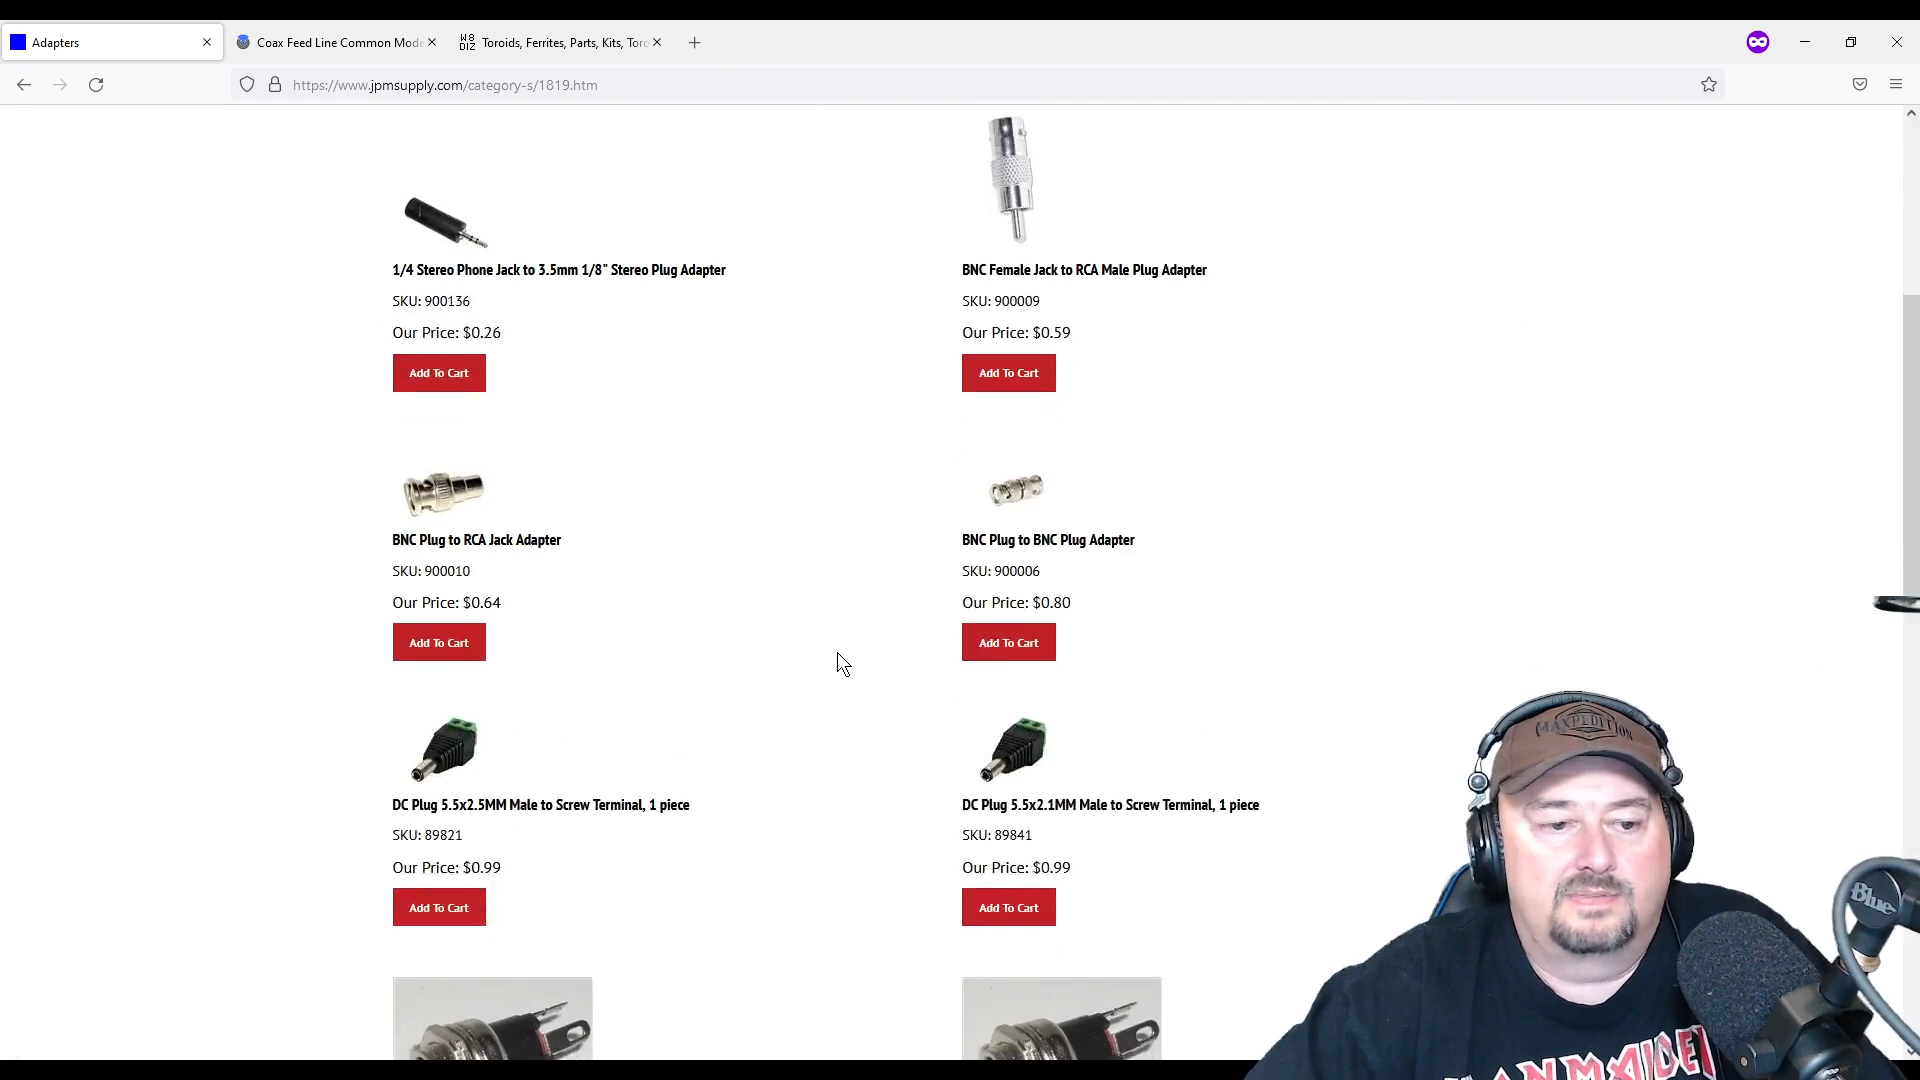 Adapters
Coax Feed Line Common Mode
W8
DIZ
Toroids, Ferrites, Parts, Kits, Toro
https://www.jpmsupply.com/category-s/1819.htm
1/4 Stereo Phone Jack to 3.5mm 1/8" Stereo Plug Adapter
SKU: 900136
Our Price: $0.26
Add To Cart
BNC Female Jack to RCA Male Plug Adapter
SKU: 900009
Our Price: $0.59
Add To Cart
BNC Plug to RCA Jack Adapter
SKU: 900010
Our Price: $0.64
Add To Cart
BNC Plug to BNC Plug Adapter
SKU: 900006
Our Price: $0.80
Add To Cart
DC Plug 5.5x2.5MM Male to Screw Terminal, 1 piece
SKU: 89821
Our Price: $0.99
Add To Cart
DC Plug 5.5x2.1MM Male to Screw Terminal, 1 piece
SKU: 89841
Our Price: $0.99
Add To Cart
MAXPEDITION
Blue
IRON MAIDEN